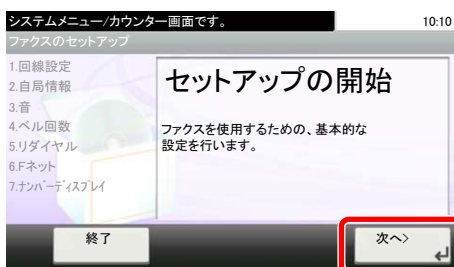 システムメニュー/カウンター画面です。
10:10
ファクスのセットアップ
1.回線設定
2.自局情報
3.音
4.ベル回数
5.リダイヤル
6.Fネット
7.ナンバーディスプレイ
セットアップの開始
ファクスを使用するための、基本的な
設定を行います。
終了
次へ>